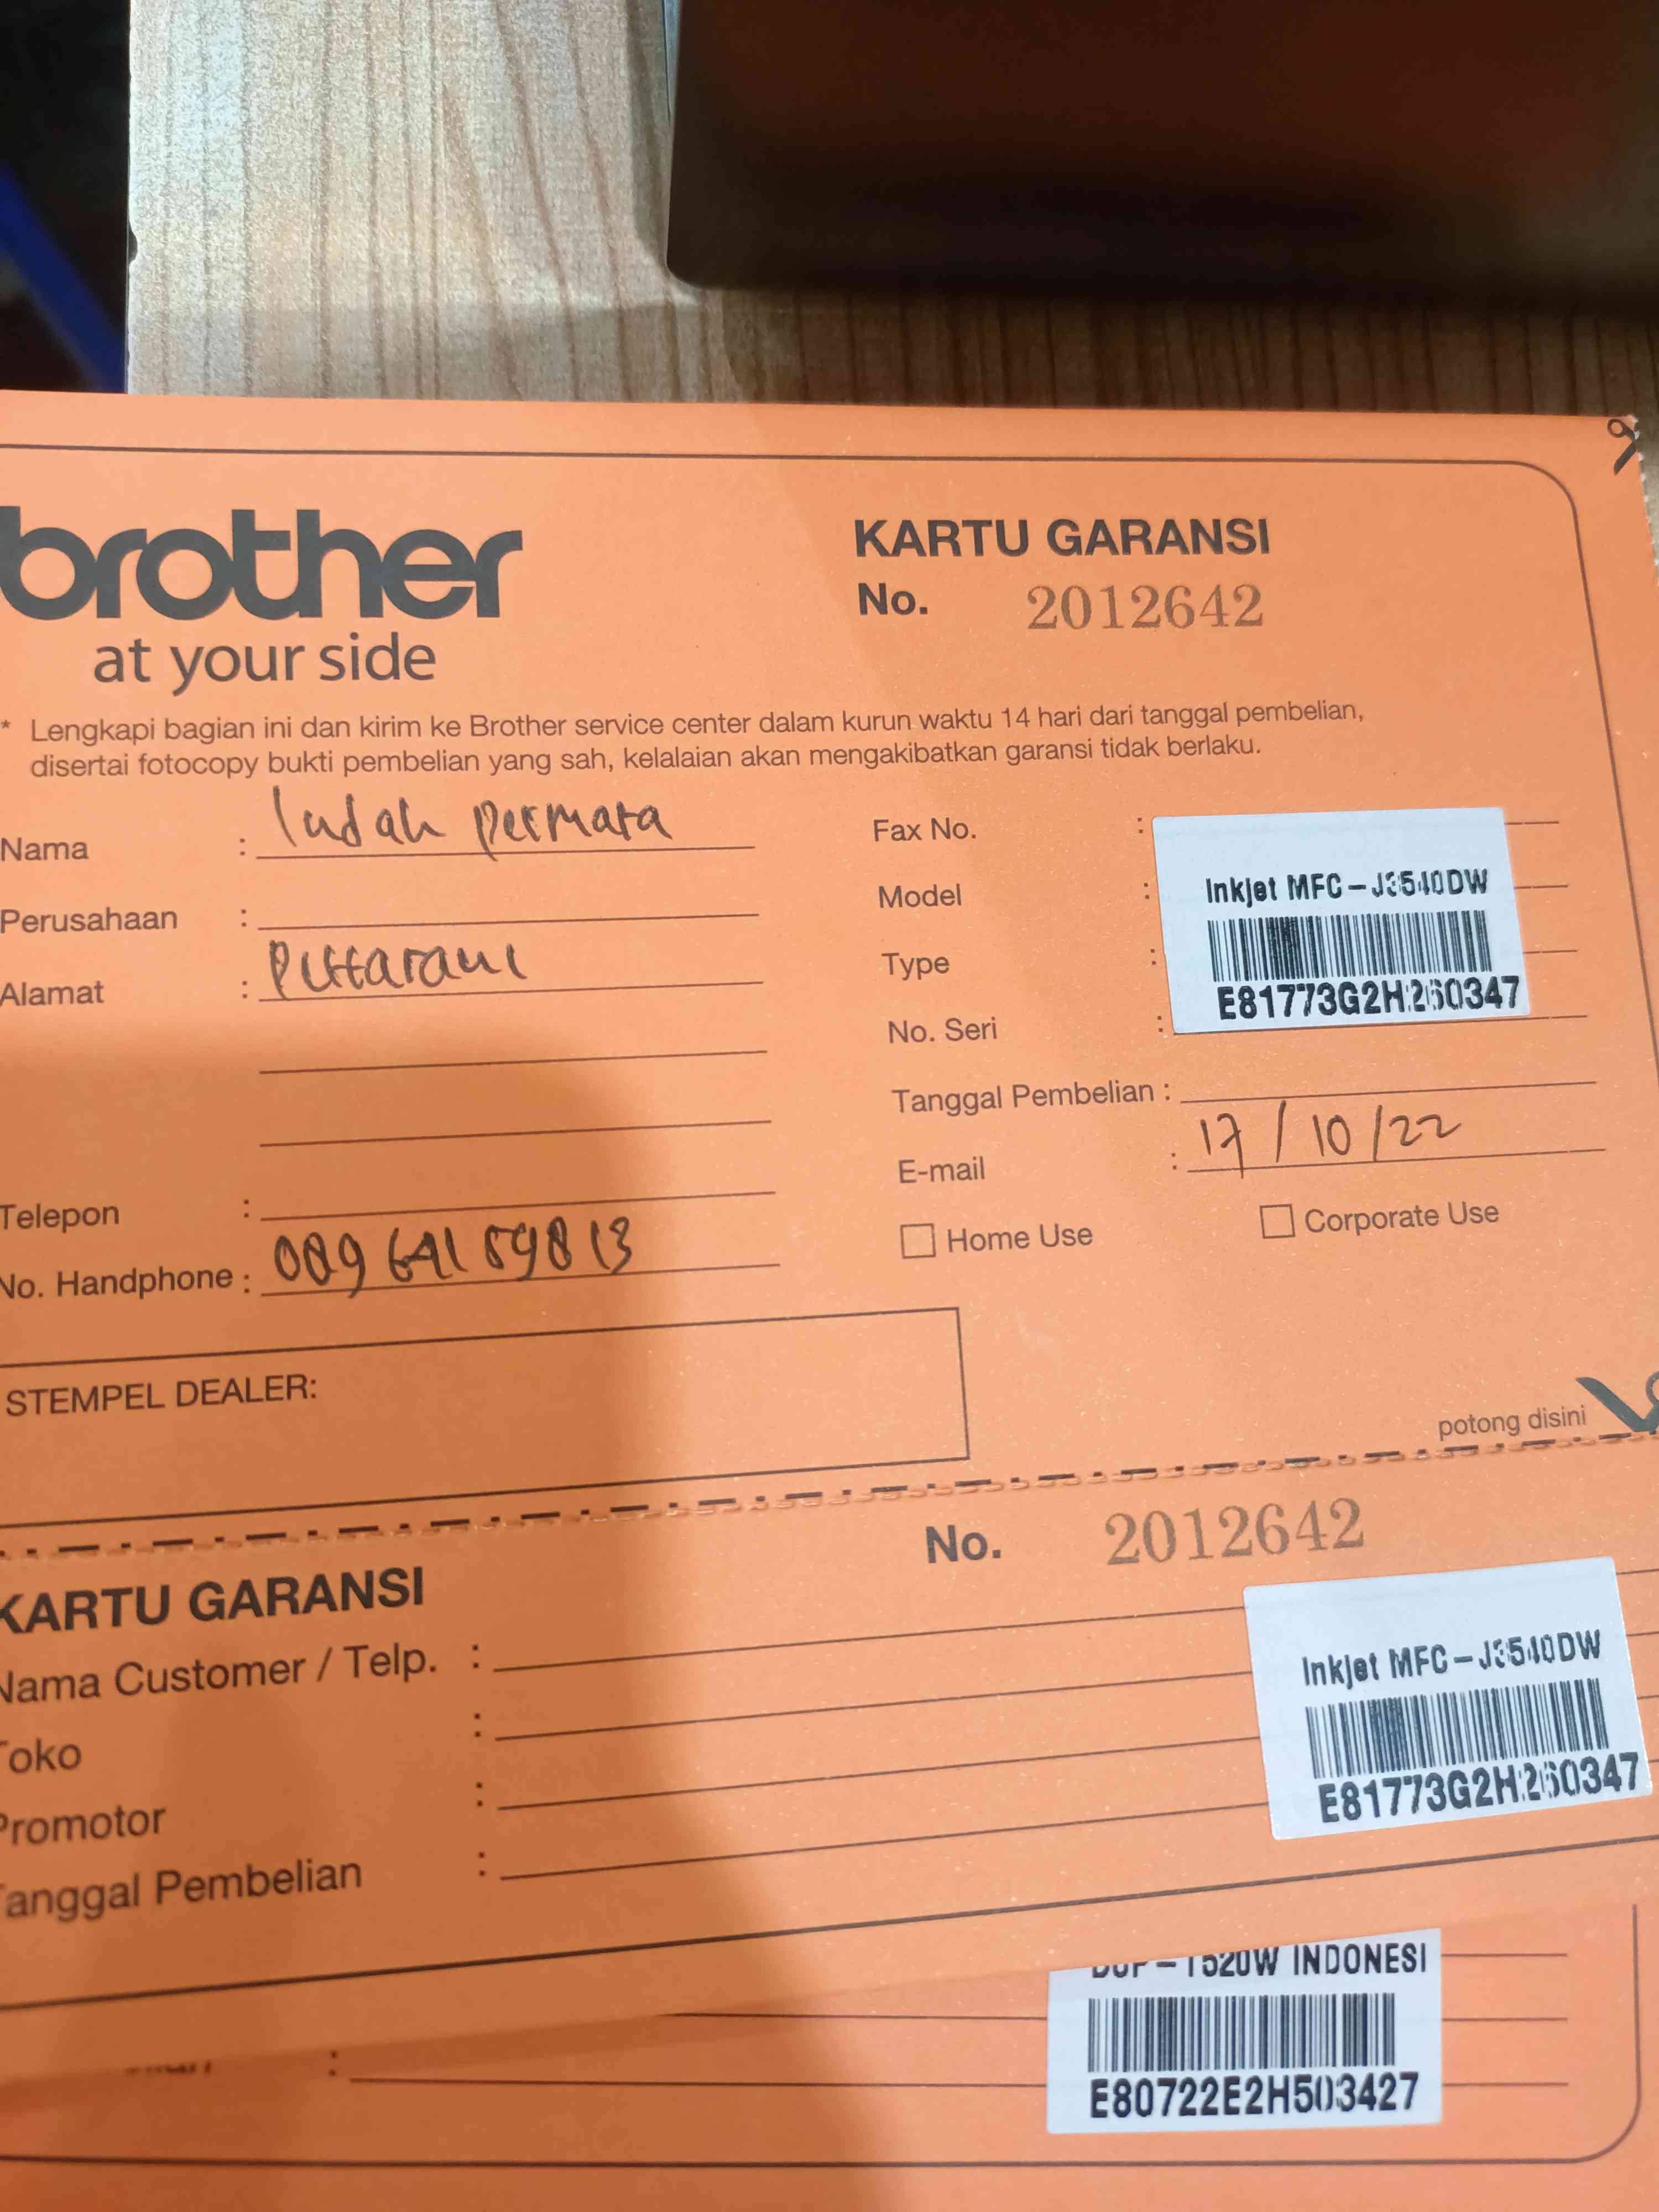 brother
at your side
KARTU GARANSI
No. 2012642
* Lengkapi bagian ini dan kirim ke Brother service center dalam kurun waktu 14 hari dari tanggal pembelian,
disertai fotocopy bukti pembelian yang sah, kelalaian akan mengakibatkan garansi tidak berlaku.
Nama : Indah permata
Perusahaan :
Alamat : Pettarani
Telepon :
No. Handphone : 089 641 59813
Fax No. :
Model : Inkjet MFC-J3540DW
Type :
E81773G2H260347
No. Seri :
Tanggal Pembelian :
17/10/22
E-mail :
Home Use Corporate Use
STEMPEL DEALER:
potong disini
No. 2012642
KARTU GARANSI
Nama Customer / Telp. :
Toko :
Promotor :
Tanggal Pembelian :
Inkjet MFC-J3540DW
E81773G2H260347
DCP-T520W INDONESI
E80722E2H503427